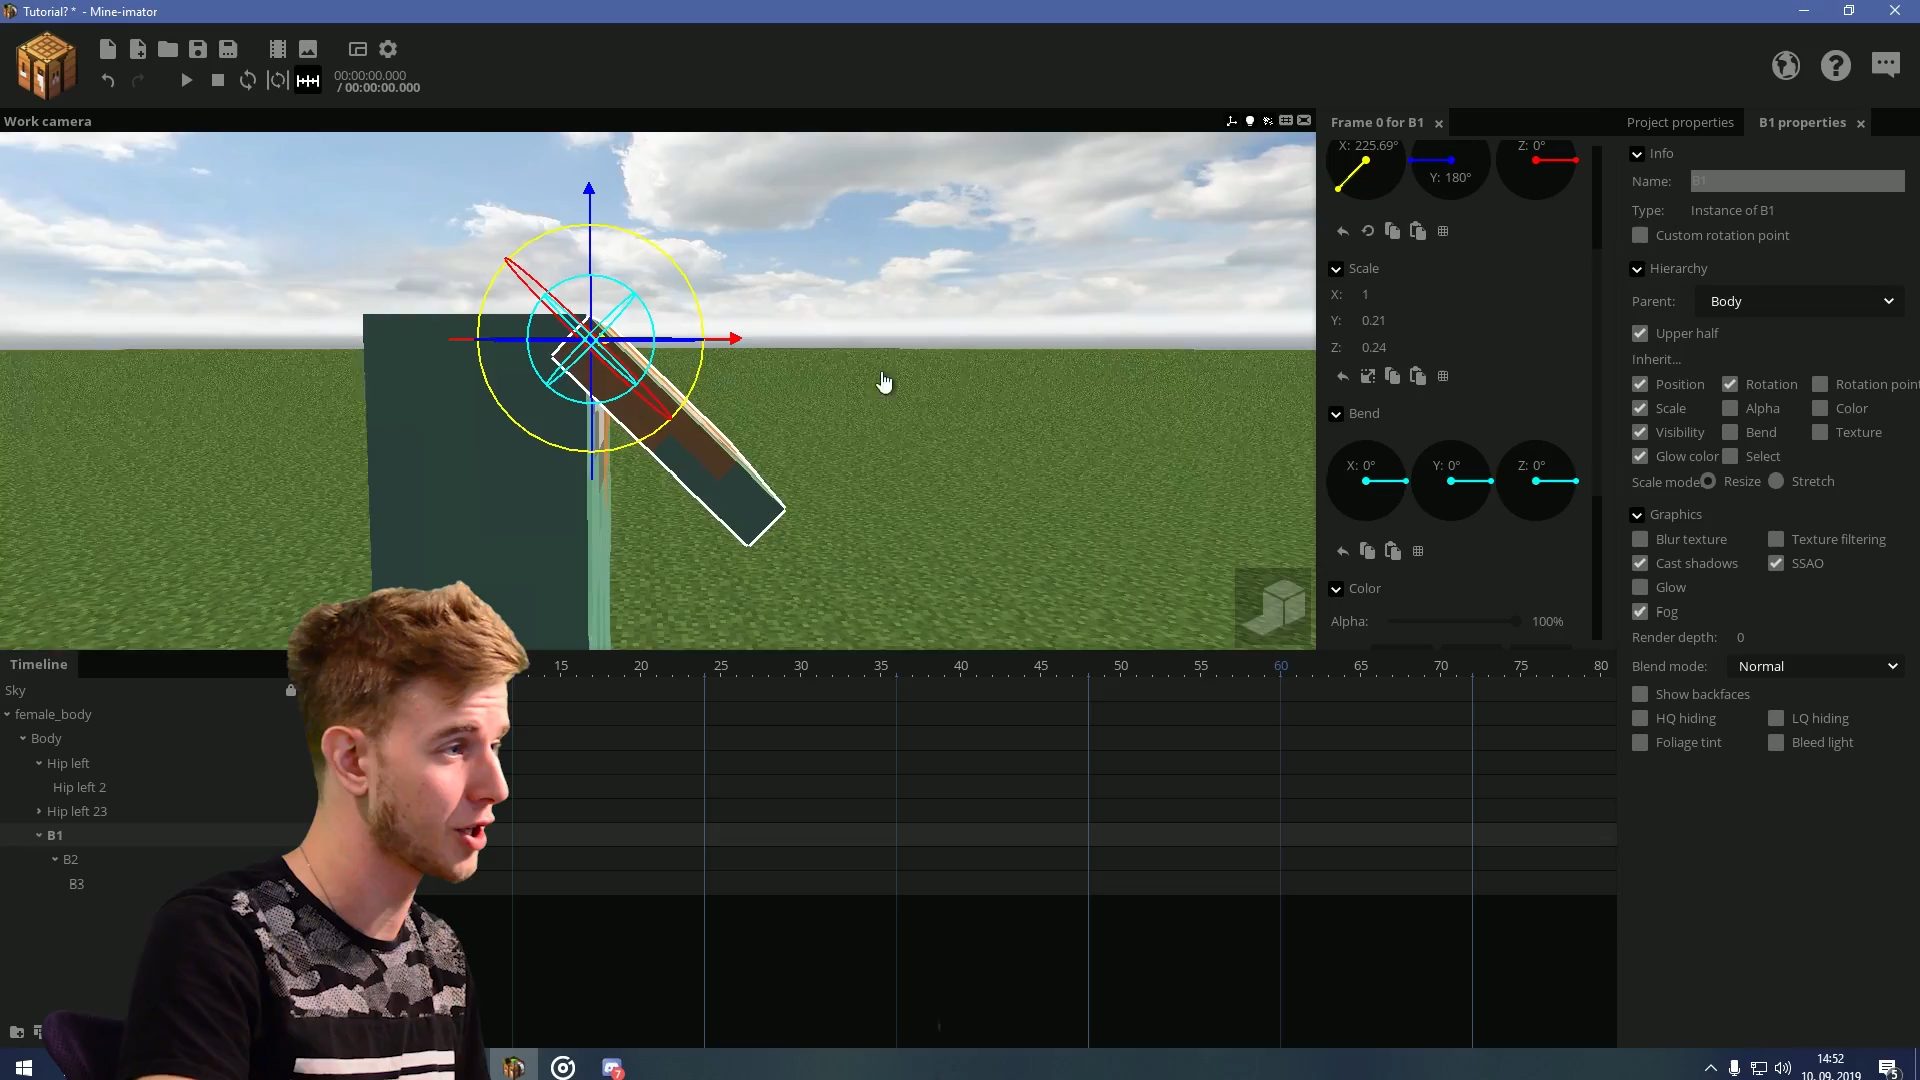 Tutorial? * - Mine-imator
00:00:00.000
/ 00:00:00.000
Work camera
Frame 0 for B1
Project properties
B1 properties
X: 225.69°
Y: 180°
Z: 0°
Scale
X: 1
Y: 0.21
Z: 0.24
Bend
X: 0°
Y: 0°
Z: 0°
Color
Alpha:
100%
Info
Name: B1
Type: Instance of B1
Custom rotation point
Hierarchy
Parent: Body
Upper half
Inherit...
Position Rotation Rotation point
Scale Alpha Color
Visibility Bend Texture
Glow color Select
Scale mode Resize Stretch
Graphics
Blur texture Texture filtering
Cast shadows SSAO
Glow
Fog
Render depth: 0
Blend mode: Normal
Show backfaces
HQ hiding LQ hiding
Foliage tint Bleed light
Timeline
15 20 25 30 35 40 45 50 55 60 65 70 75 80
Sky
female_body
Body
Hip left
Hip left 2
Hip left 23
B1
B2
B3
7
14:52
10. 09. 2019
5